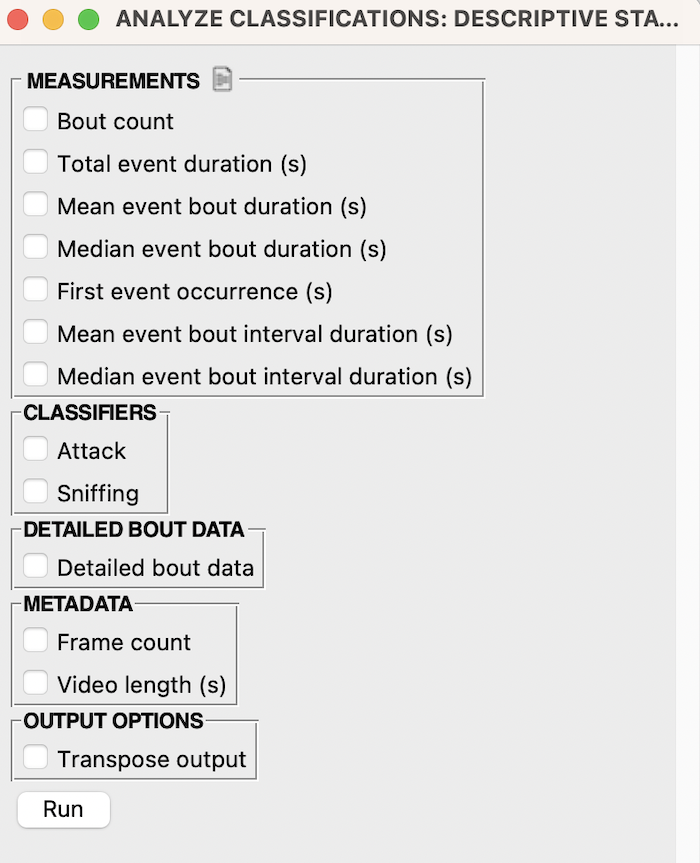 ANALYZE CLASSIFICATIONS: DESCRIPTIVE STA...
MEASUREMENTS
Bout count
Total event duration (s)
Mean event bout duration (s)
Median event bout duration (s)
First event occurrence (s)
Mean event bout interval duration (s)
Median event bout interval duration (s)
CLASSIFIERS
Attack
Sniffing
DETAILED BOUT DATA
Detailed bout data
METADATA
Frame count
Video length (s)
OUTPUT OPTIONS
Transpose output
Run